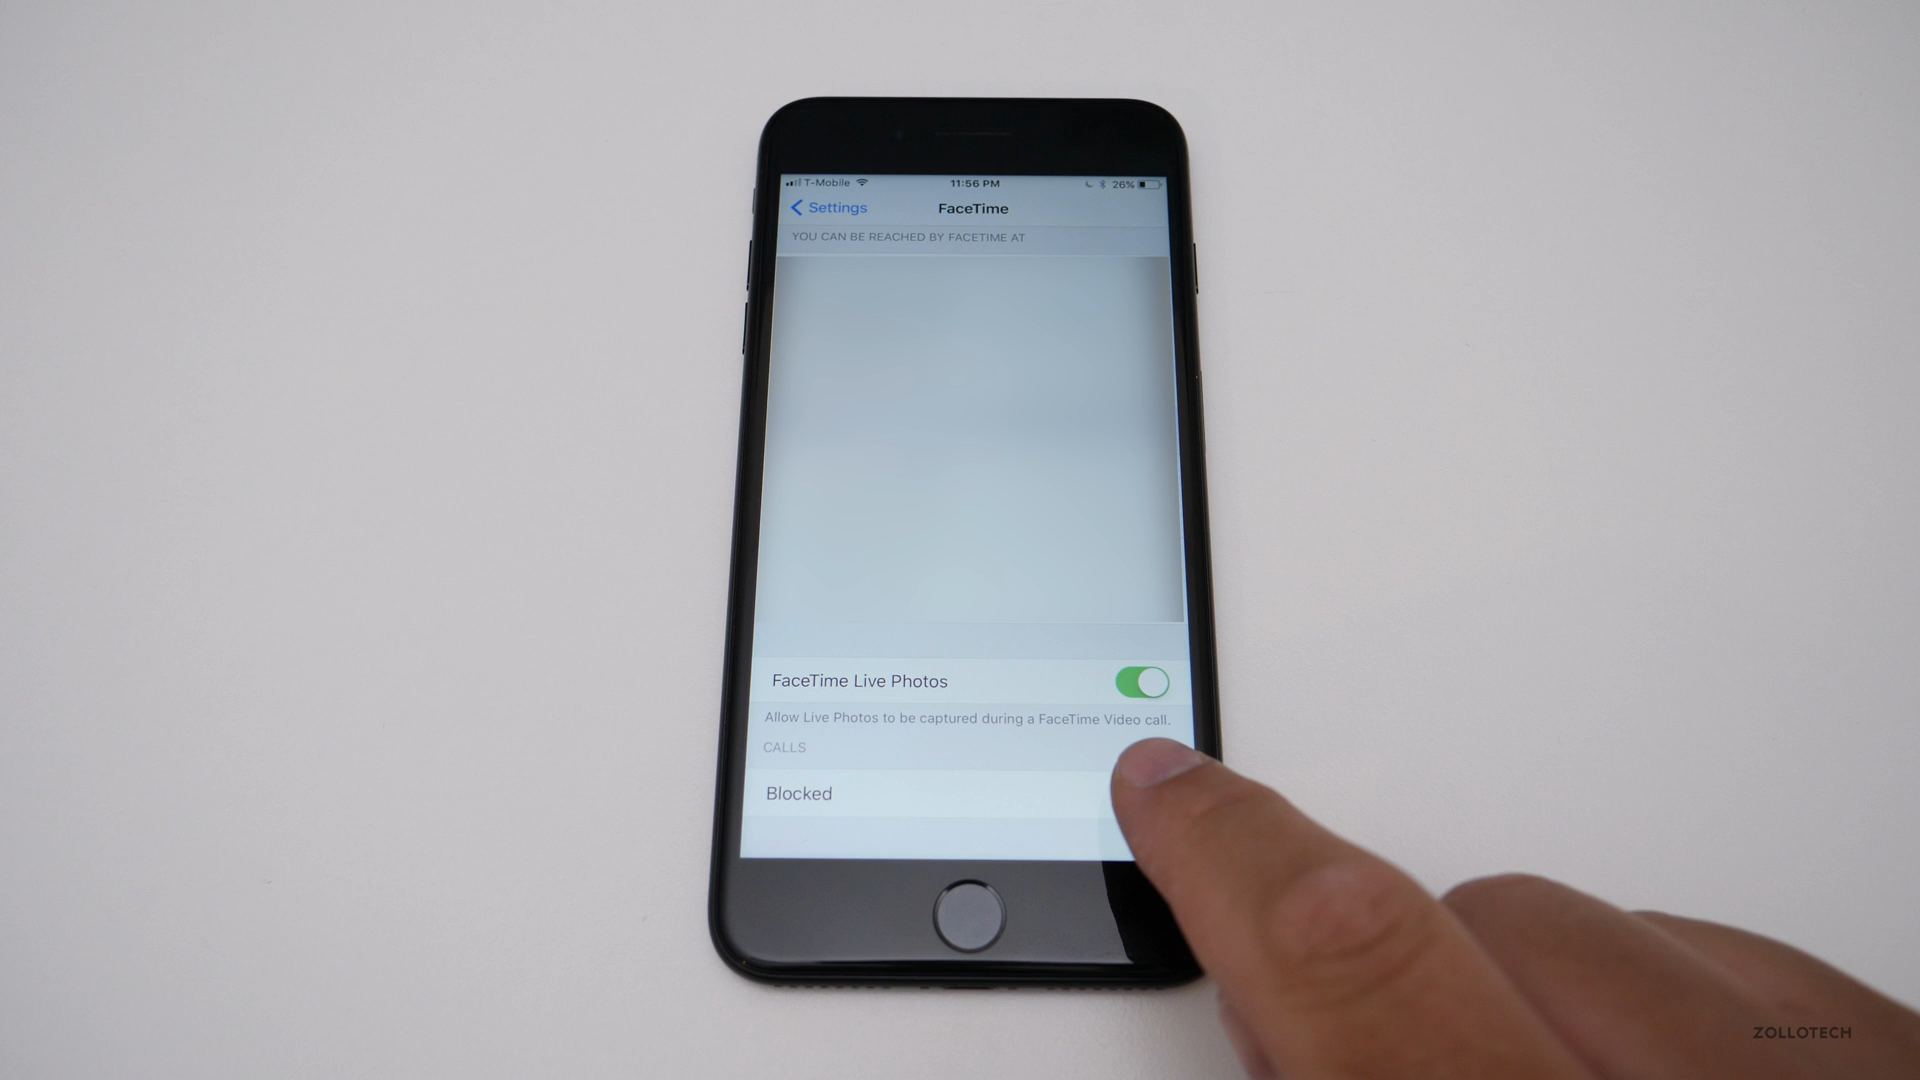 T-Mobile 11:56 PM 26%
Settings FaceTime
YOU CAN BE REACHED BY FACETIME AT
FaceTime Live Photos
Allow Live Photos to be captured during a FaceTime Video call.
CALLS
Blocked
ZOLLOTECH